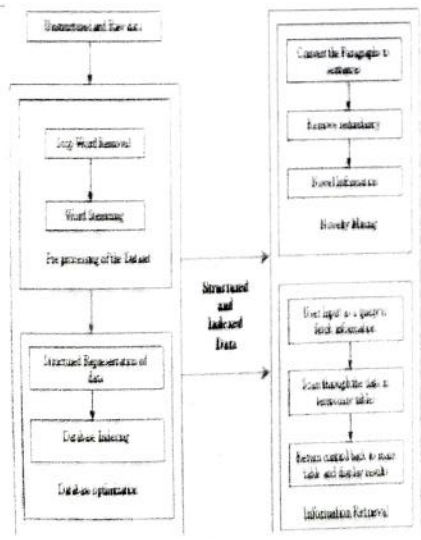 Unstructured and Raw data
Stop Word Removal
Word Stemming
Pre processing of the Dataset
Structured Representation of
data
Database Indexing
Database optimization
Structured
and
Indexed
Data
Convert the Paragraphs to
sentences
Remove redundancy
Novel Information
Novelty Mining
User input as a query to
fetch information
Scan through the data in
temporary table
Return control back to main
table and display results
Information Retrieval